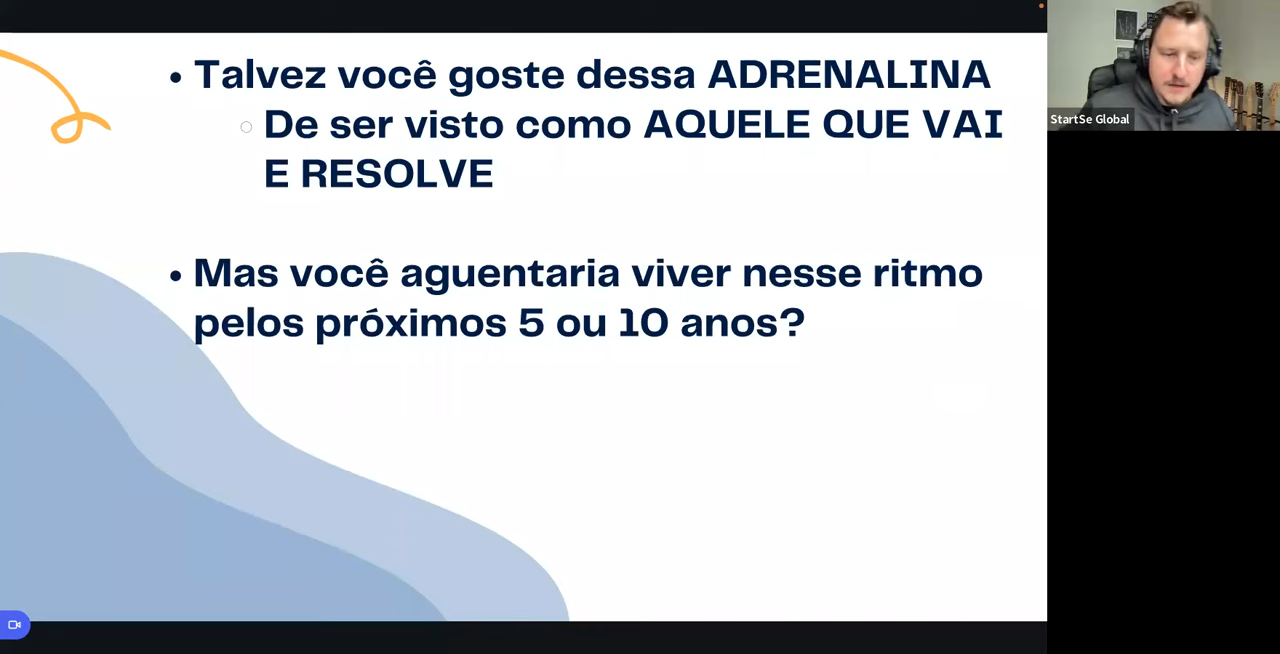 • Talvez você goste dessa ADRENALINA
○ De ser visto como AQUELE QUE VAI
E RESOLVE
• Mas você aguentaria viver nesse ritmo
pelos próximos 5 ou 10 anos?
StartSe Global